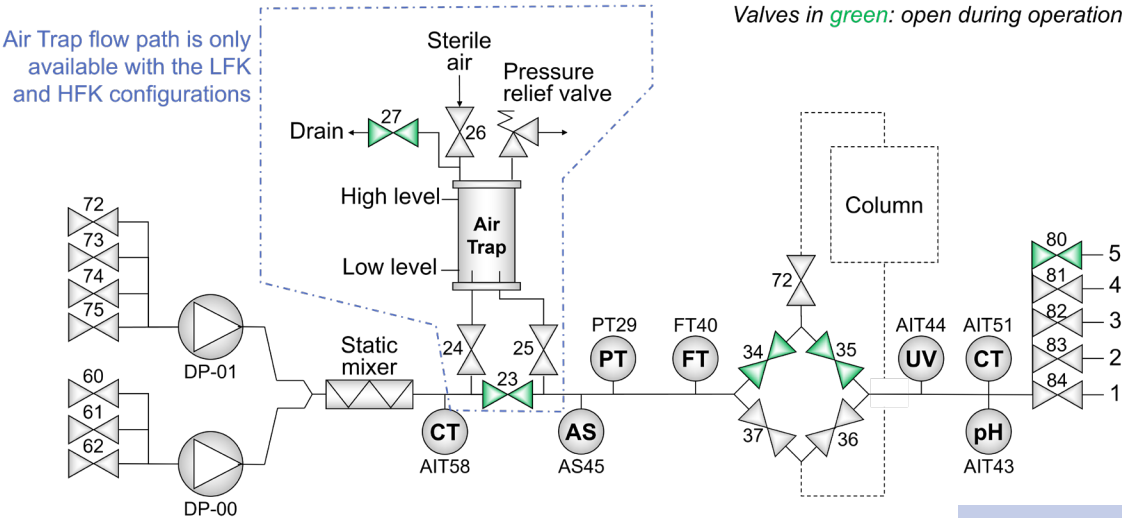 Valves in green: open during operation
Air Trap flow path is only
available with the LFK
and HFK configurations
Sterile
air
Pressure
relief valve
27
Drain
26
High level
Air
Trap
Low level
Column
72
73
74
75
DP-01
60
61
62
DP-00
Static
mixer
24
25
23
CT
AIT58
AS
AS45
PT29
PT
FT40
FT
72
34
35
37
36
AIT44
UV
AIT51
CT
pH
AIT43
80
5
81
4
82
3
83
2
84
1